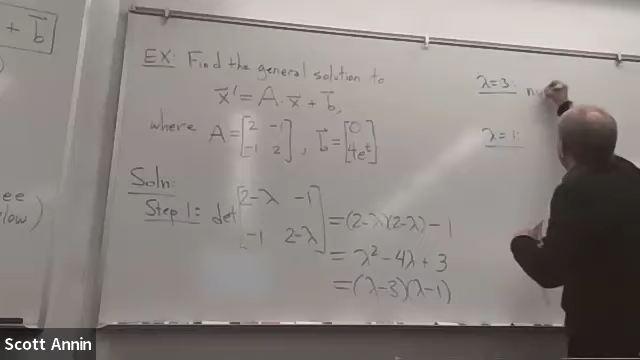 + b⃗
ee
low)
EX: Find the general solution to
x⃗' = A·x⃗ + b⃗,
where A = [2 -1; -1 2], b⃗ = [0; 4e^t]
Soln:
Step 1: det [2-λ -1; -1 2-λ] = (2-λ)(2-λ) - 1
= λ² - 4λ + 3
= (λ-3)(λ-1)
λ=3:
λ=1:
Scott Annin